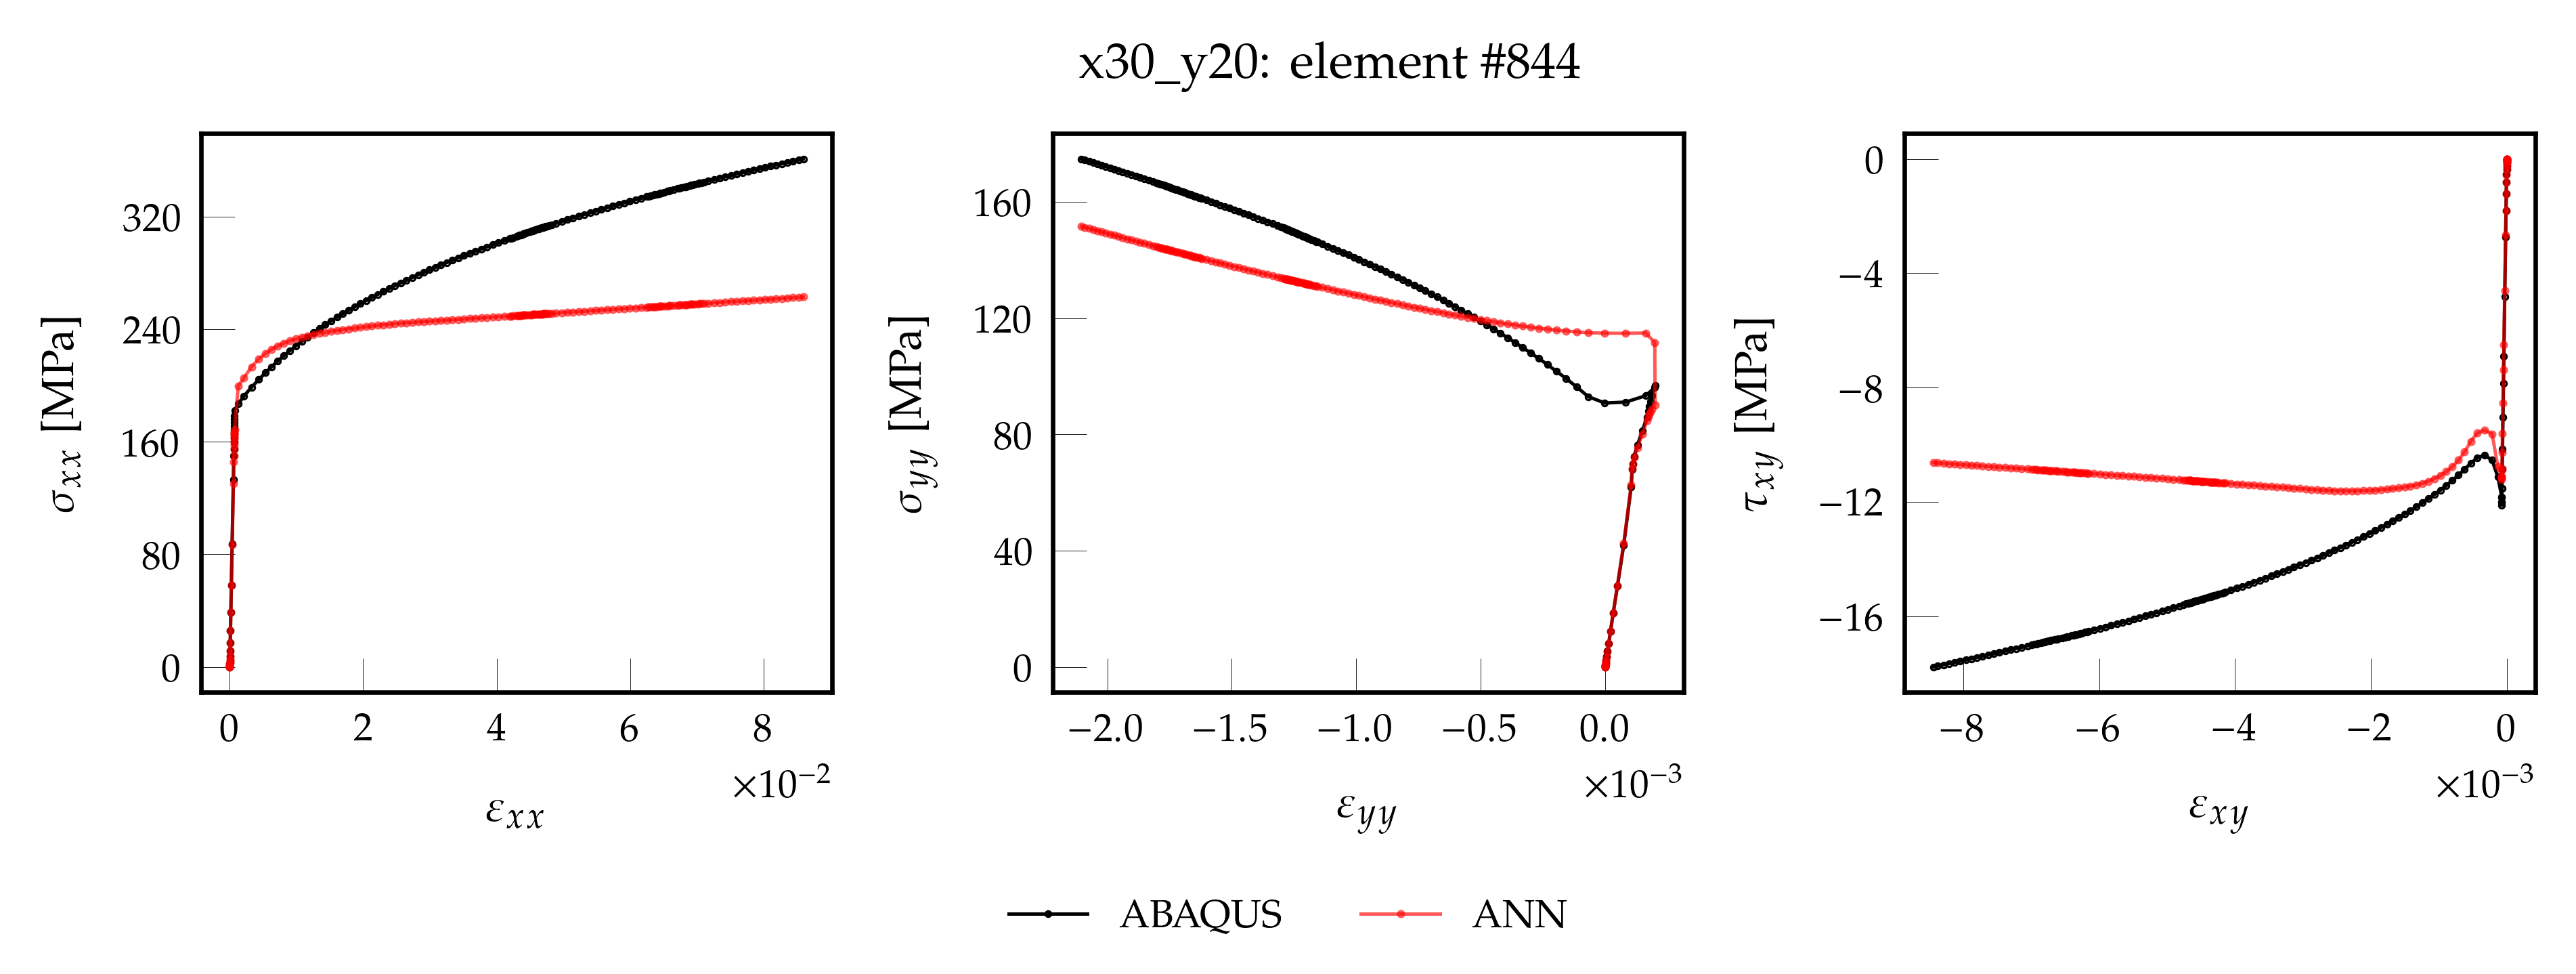 x30_y20: element #844
σxx [MPa]
320
240
160
80
0
0 2 4 6 8
×10⁻²
εxx
σyy [MPa]
160
120
80
40
0
−2.0 −1.5 −1.0 −0.5 0.0
×10⁻³
εyy
τxy [MPa]
0
−4
−8
−12
−16
−8 −6 −4 −2 0
×10⁻³
εxy
ABAQUS ANN